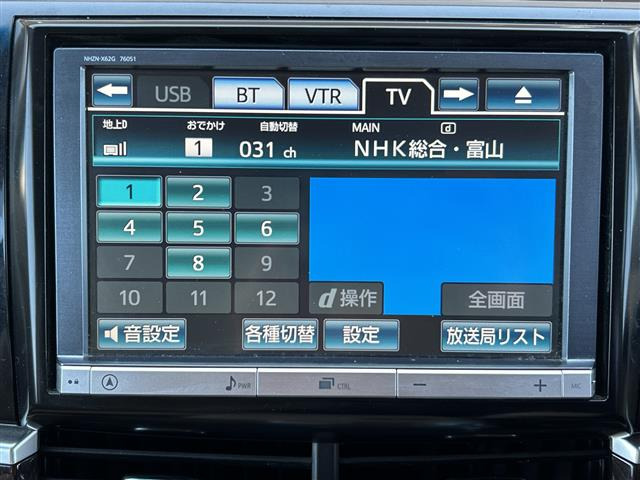 NHZN-X62G 76051
USB BT VTR TV
地上D おでかけ 自動切替 MAIN d
1 031 ch NHK総合・富山
1 2 3
4 5 6
7 8 9
10 11 12 d操作 全画面
音設定 各種切替 設定 放送局リスト
PWR CTRL − + MIC